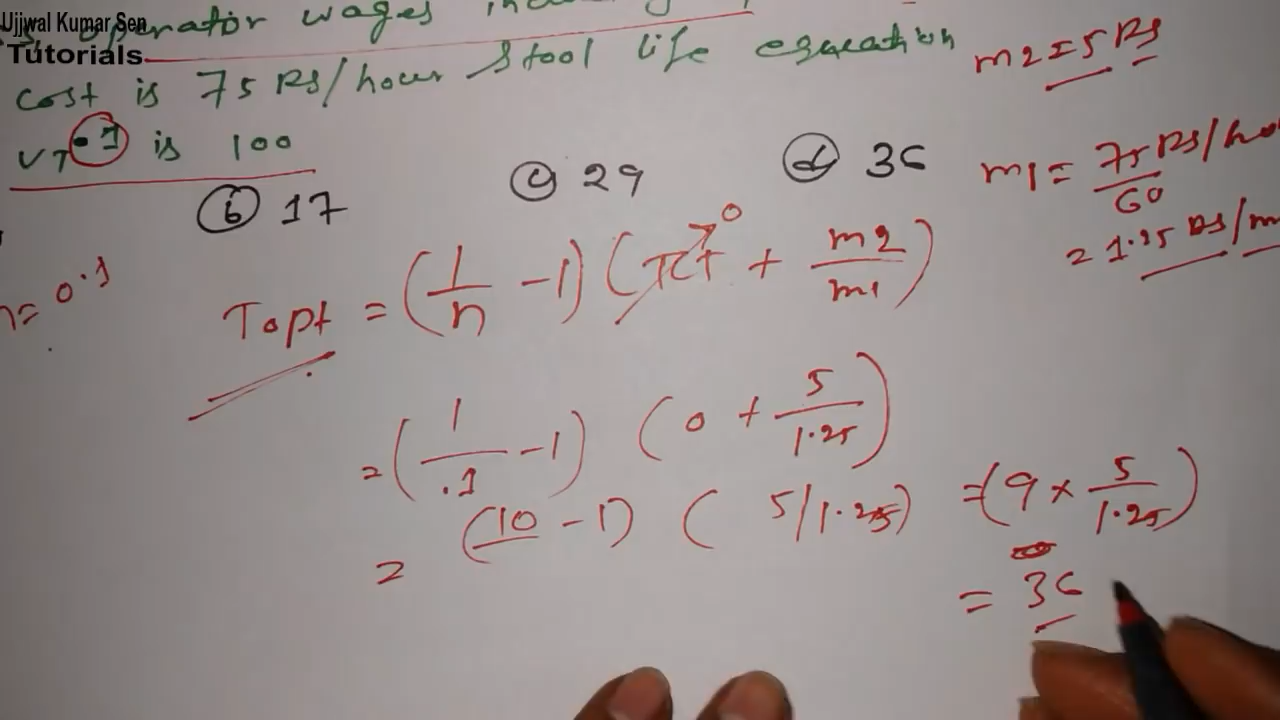 Ujjwal Kumar Sen
Tutorials
operator wages
cost is 75 Rs/hour & tool life equation
VT^.1 is 100
(b) 17
(c) 29
(d) 36
m2 = 5 Rs
m1 = 75 Rs/ho / 60
= 1.25 Rs/m
n = 0.1
Topt = (1/n - 1) (TCT→0 + m2/m1)
= (1/.1 - 1) (0 + 5/1.25)
= (10 - 1) ( 5/1.25)
= (9 × 5/1.25)
= 36